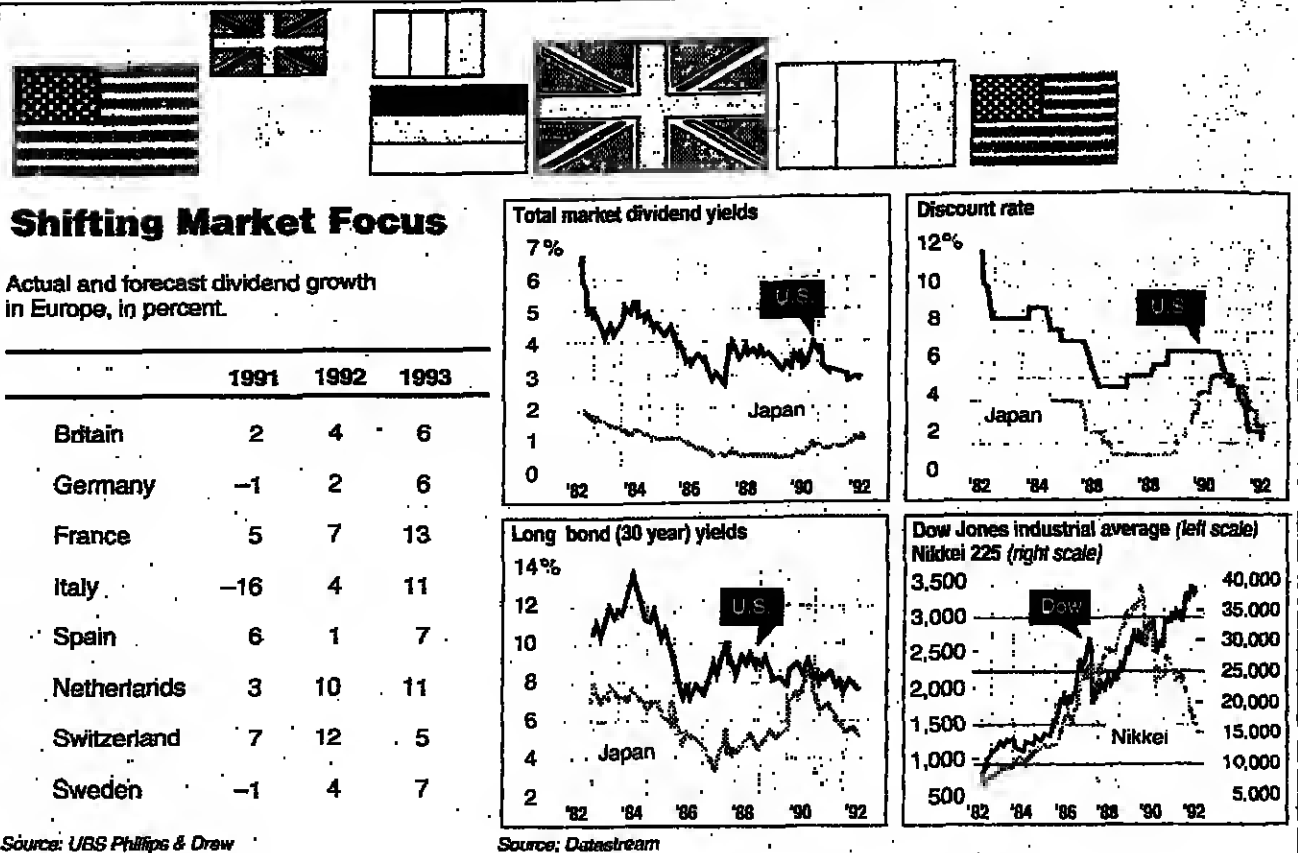 Shifting Market Focus
Actual and forecast dividend growth
in Europe, in percent.
1991 1992 1993
Britain 2 4 6
Germany –1 2 6
France 5 7 13
Italy –16 4 11
Spain 6 1 7
Netherlands 3 10 11
Switzerland 7 12 5
Sweden –1 4 7
Source: UBS Phillips & Drew
Total market dividend yields
7%
6
5
4
3
2
1
0
U.S.
Japan
'82 '84 '86 '88 '90 '92
Discount rate
12%
10
8
6
4
2
0
U.S.
Japan
'82 '84 '86 '88 '90 '92
Long bond (30 year) yields
14%
12
10
8
6
4
2
U.S.
Japan
'82 '84 '86 '88 '90 '92
Dow Jones industrial average (left scale)
Nikkei 225 (right scale)
3,500 40,000
3,000 35.000
2,500 30,000
2,000 25,000
1,500 20,000
1,000 15.000
500 10,000
5.000
Dow
Nikkei
'82 '84 '86 '88 '90 '92
Source: Datastream